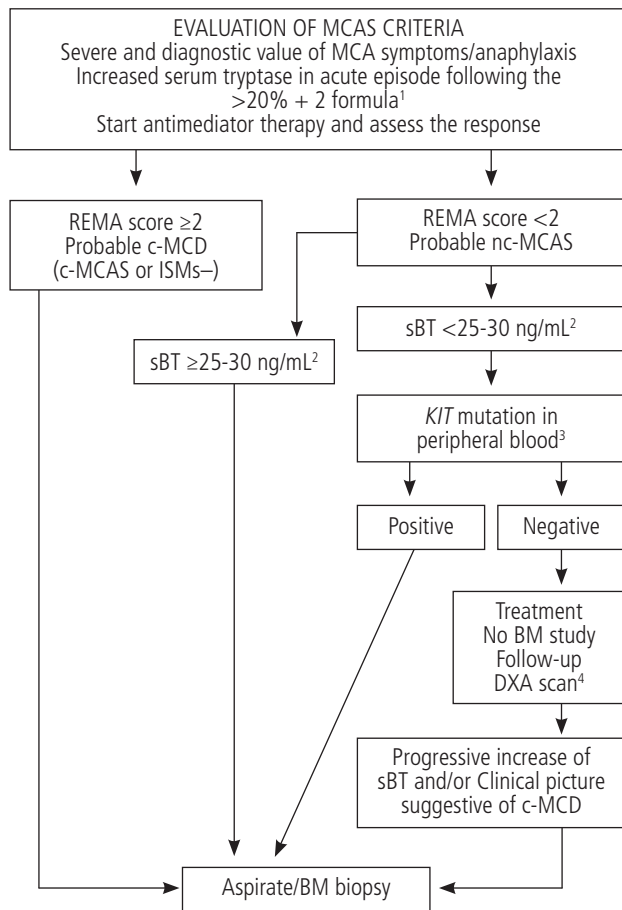 EVALUATION OF MCAS CRITERIA
Severe and diagnostic value of MCA symptoms/anaphylaxis
Increased serum tryptase in acute episode following the
>20% + 2 formula¹
Start antimediator therapy and assess the response
REMA score ≥2
Probable c-MCD
(c-MCAS or ISMs–)
REMA score <2
Probable nc-MCAS
sBT <25-30 ng/mL²
sBT ≥25-30 ng/mL²
KIT mutation in
peripheral blood³
Positive
Negative
Treatment
No BM study
Follow-up
DXA scan⁴
Progressive increase of
sBT and/or Clinical picture
suggestive of c-MCD
Aspirate/BM biopsy